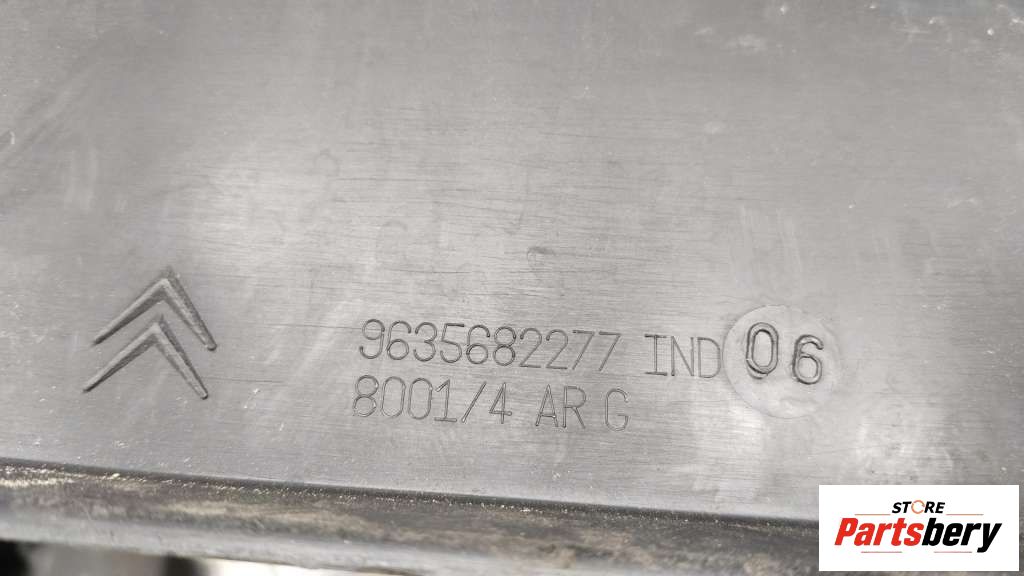 9635682277 IND 06
8001/4 AR G
STORE
Partsbery